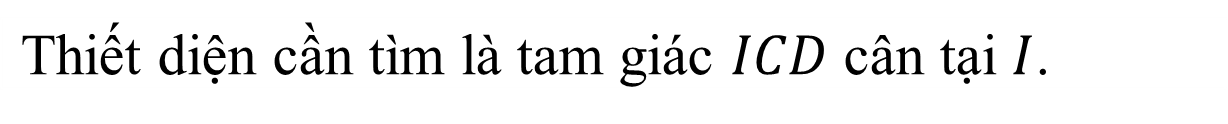 Thiết diện cần tìm là tam giác ICD cân tại I.